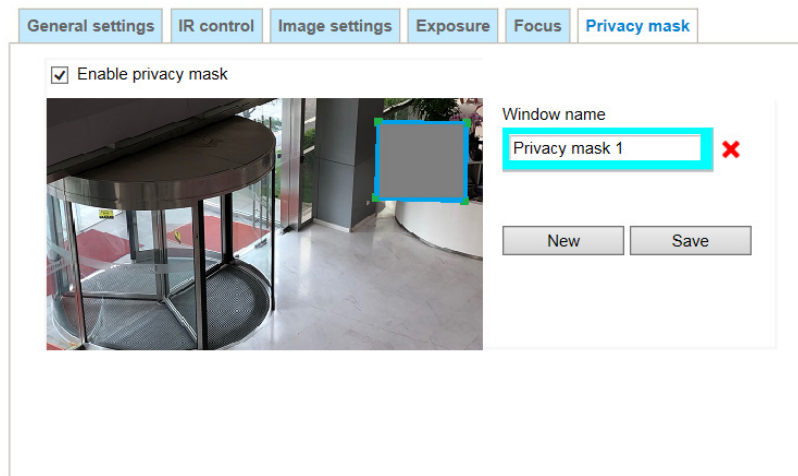 General settings IR control Image settings Exposure Focus Privacy mask
Enable privacy mask
Window name
Privacy mask 1
New Save